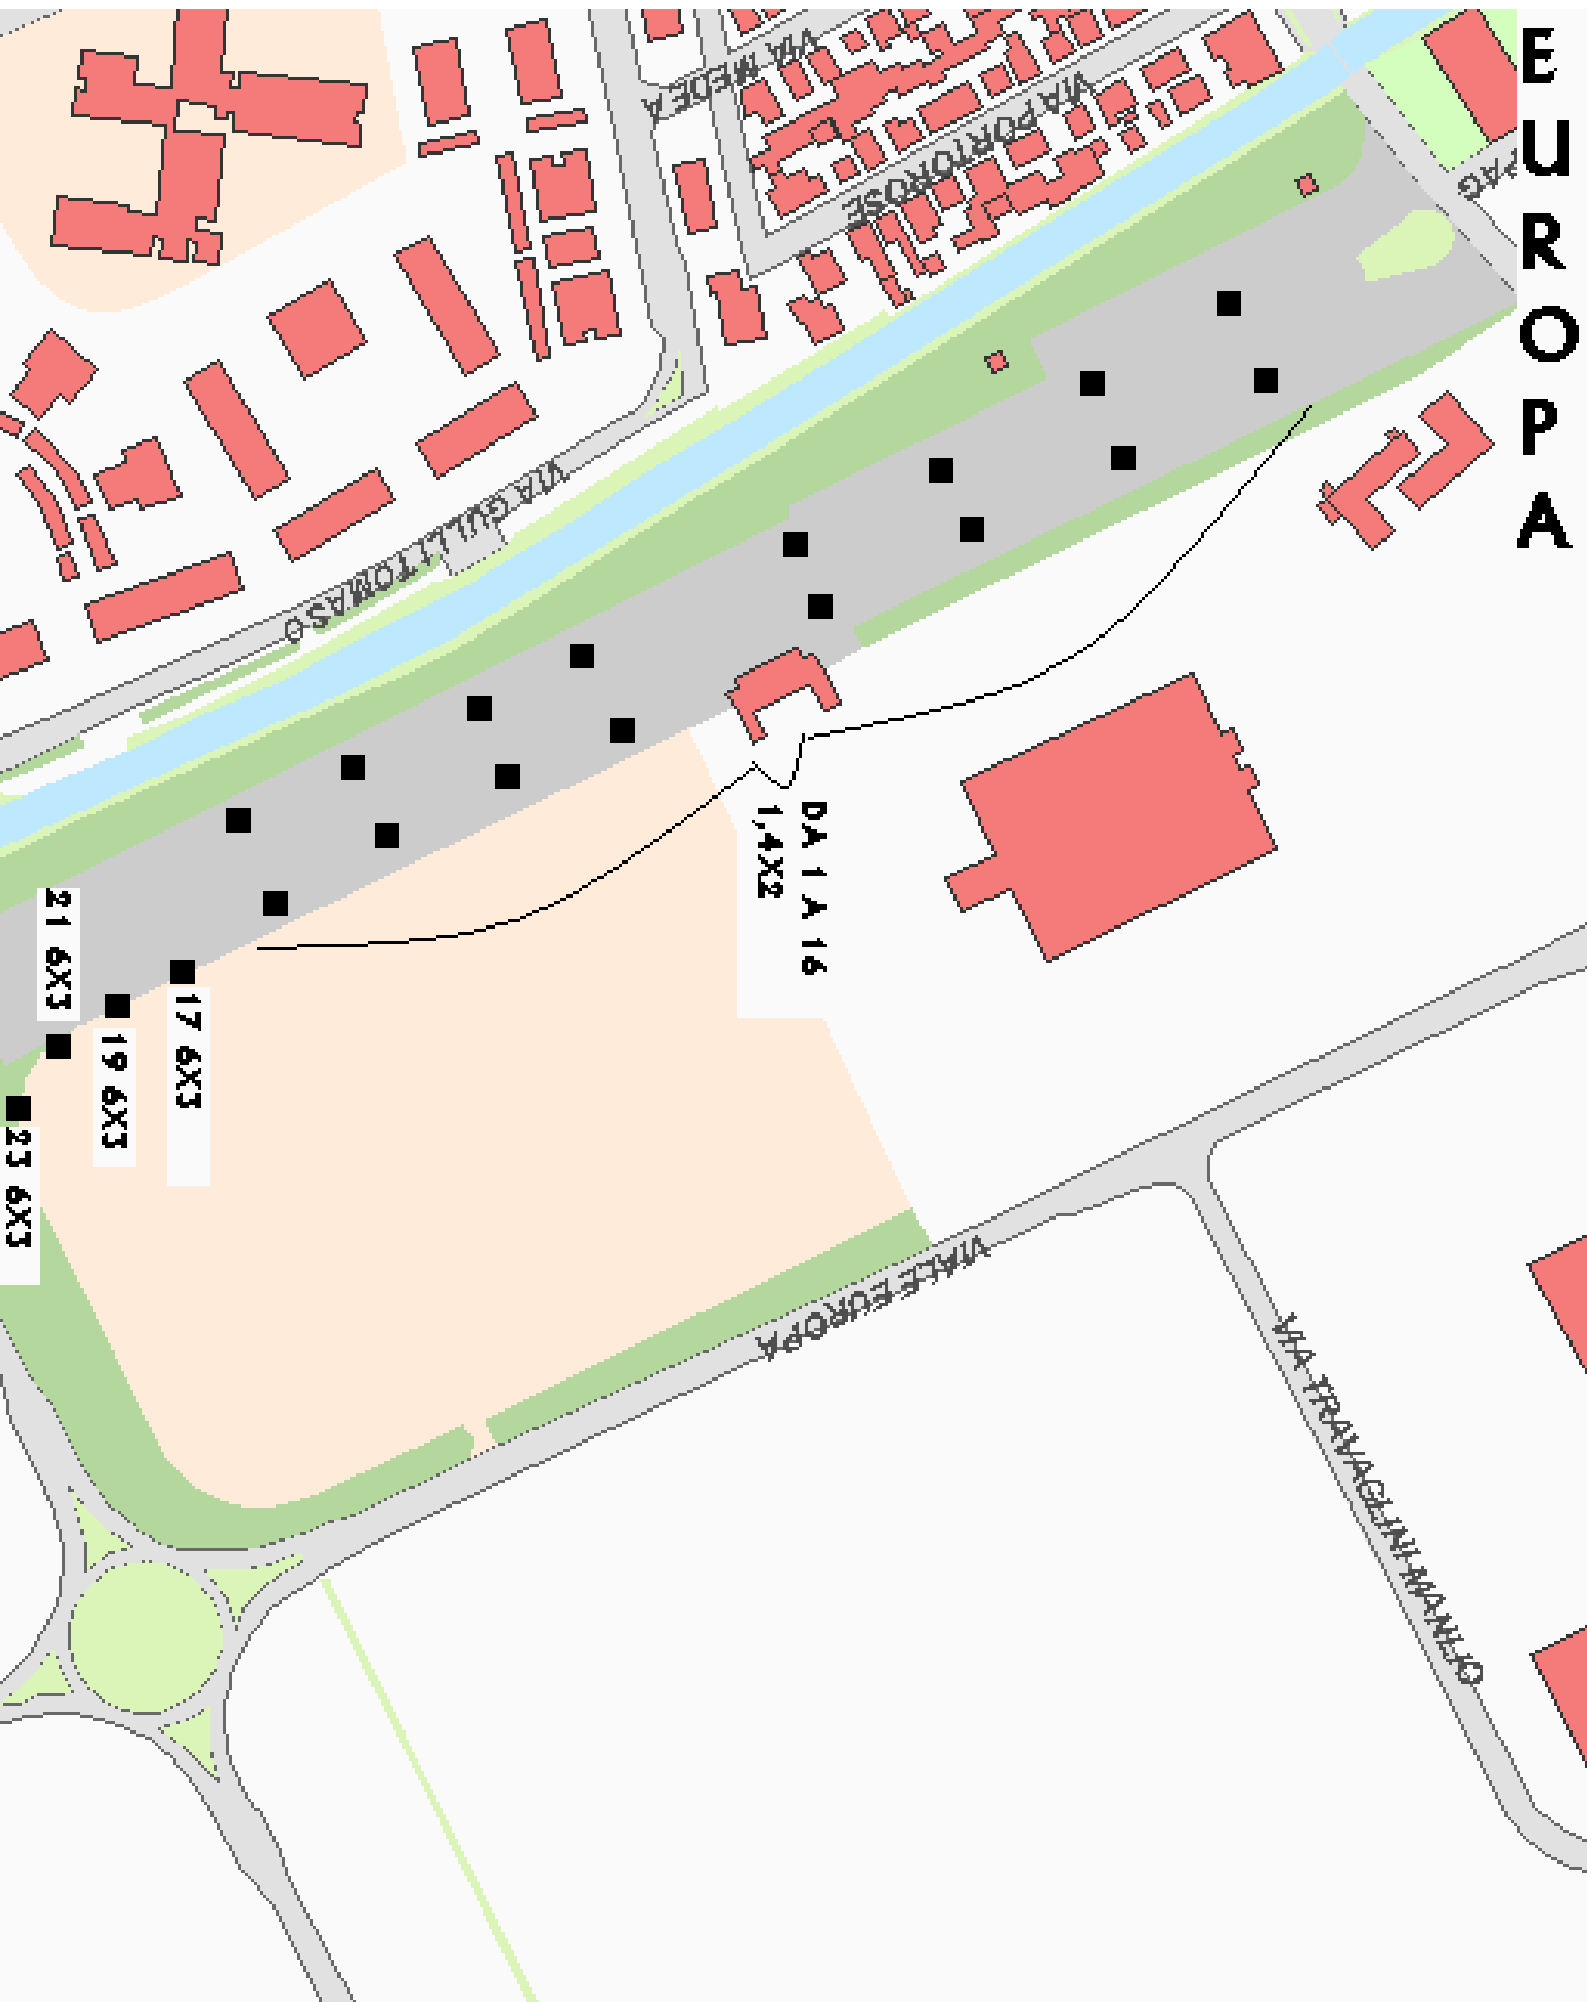 EUROPA
VIA MEDEA
VIA PORTOROSE
PAG
VIA GULLI TOMASO
DA 1 A 16
1,4X2
21 6X3
17 6X3
19 6X3
23 6X3
VIALE EUROPA
VIA TRAVAGLINI MANLIO